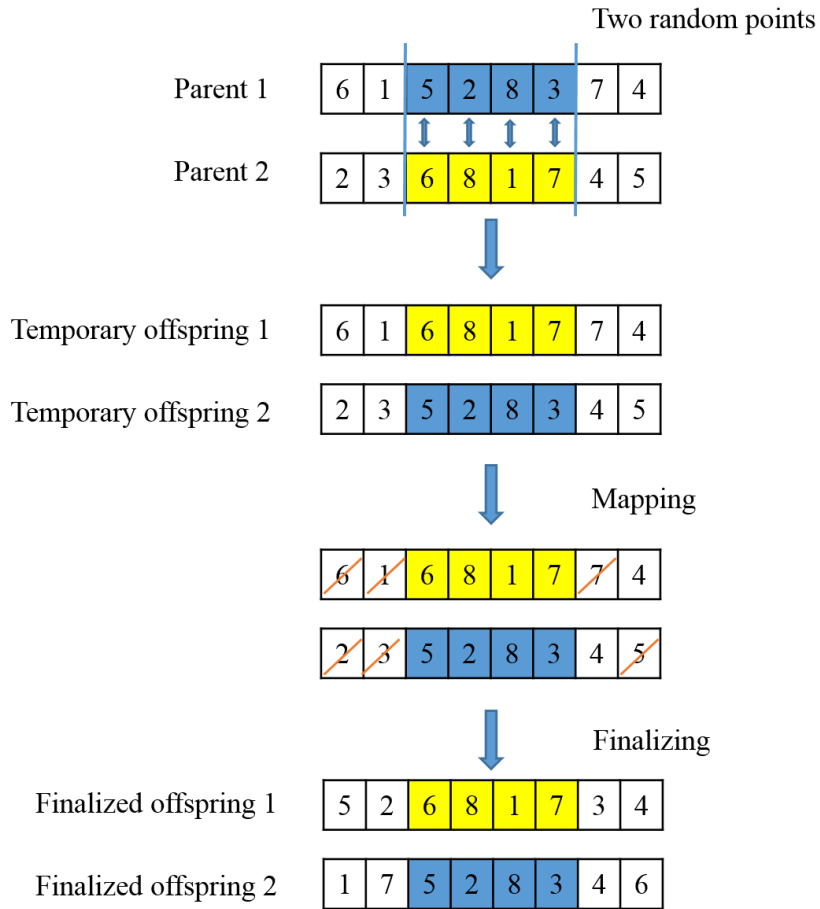 Two random points
Parent 1 6 1 5 2 8 3 7 4
Parent 2 2 3 6 8 1 7 4 5
Temporary offspring 1 6 1 6 8 1 7 7 4
Temporary offspring 2 2 3 5 2 8 3 4 5
Mapping
6 1 6 8 1 7 7 4
2 3 5 2 8 3 4 5
Finalizing
Finalized offspring 1 5 2 6 8 1 7 3 4
Finalized offspring 2 1 7 5 2 8 3 4 6